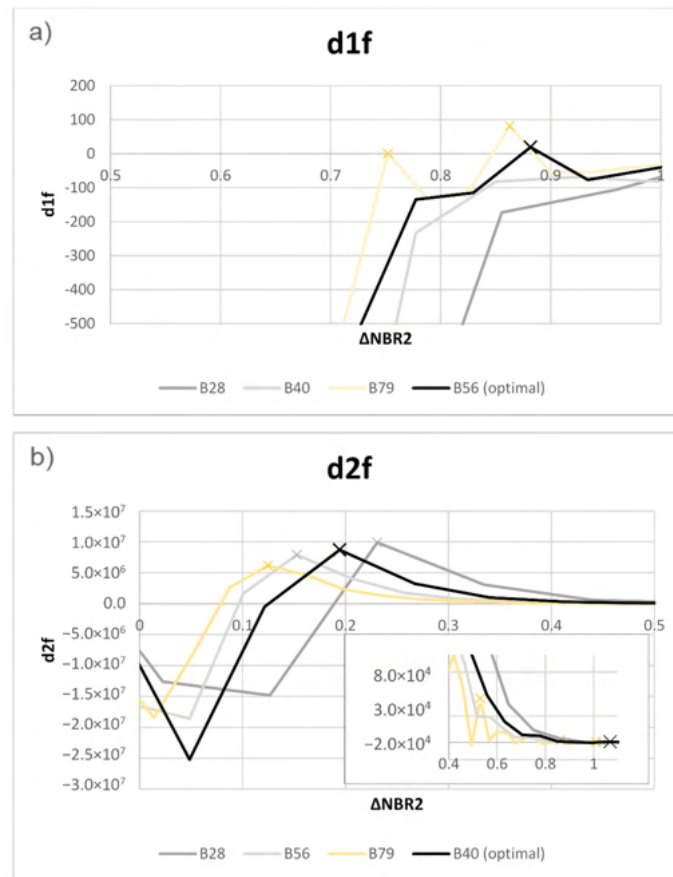 a)
d1f
200
100
0
0.5 0.6 0.7 0.8 0.9 1
-100
-200
-300
-400
-500
d1f
ΔNBR2
B28 B40 B79 B56 (optimal)
b)
d2f
1.5×10⁷
1.0×10⁷
5.0×10⁶
0.0
0 0.1 0.2 0.3 0.4 0.5
−5.0×10⁶
−1.0×10⁷
−1.5×10⁷
−2.0×10⁷
−2.5×10⁷
−3.0×10⁷
d2f
8.0×10⁴
3.0×10⁴
−2.0×10⁴
0.4 0.6 0.8 1
ΔNBR2
B28 B56 B79 B40 (optimal)